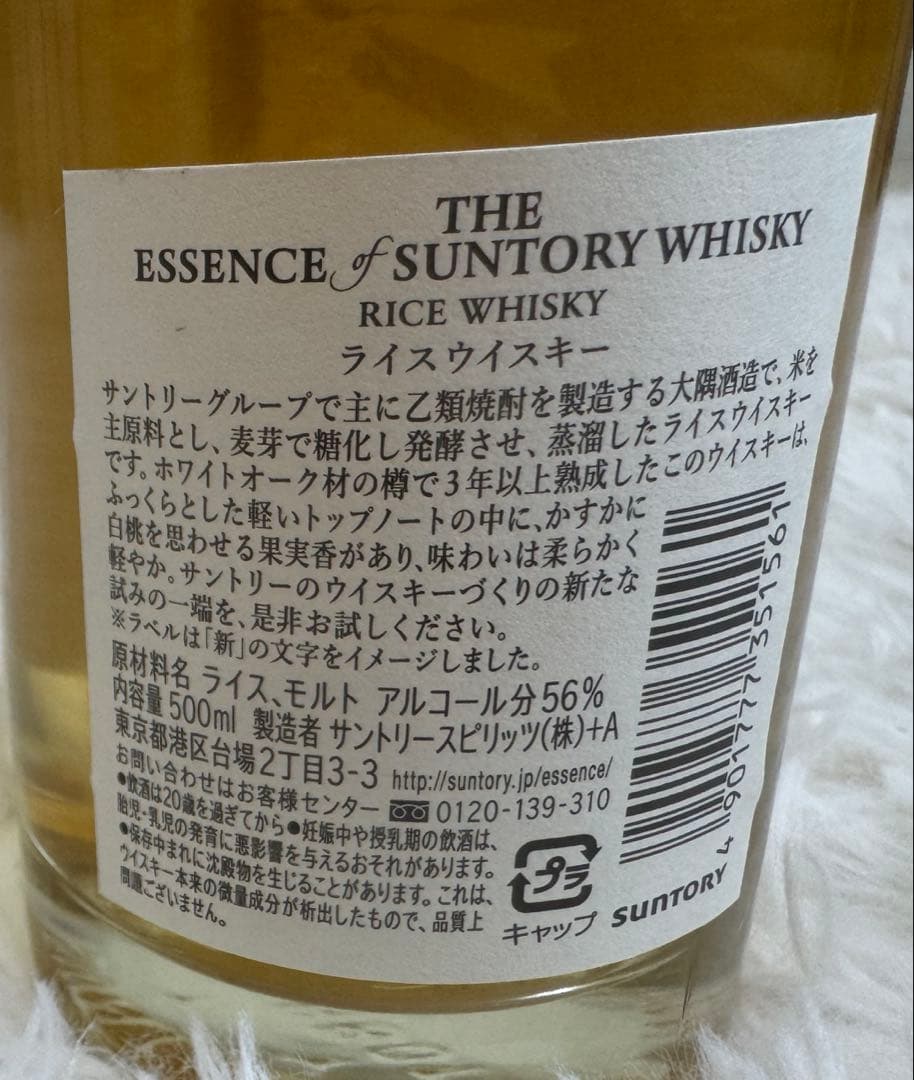 THE
ESSENCE of SUNTORY WHISKY
RICE WHISKY
ライスウイスキー
サントリーグループで主に乙類焼酎を製造する大隅酒造で、米を
主原料とし、麦芽で糖化し発酵させ、蒸溜したライスウイスキー
です。ホワイトオーク材の樽で3年以上熟成したこのウイスキーは、
ふっくらとした軽いトップノートの中に、かすかに
白桃を思わせる果実香があり、味わいは柔らかく
軽やか。サントリーのウイスキーづくりの新たな
試みの一端を、是非お試しください。
※ラベルは「新」の文字をイメージしました。
原材料名 ライス、モルト アルコール分56%
内容量500ml 製造者 サントリースピリッツ(株)+A
東京都港区台場2丁目3-3 http://suntory.jp/essence/
お問い合わせはお客様センター 0120-139-310
●飲酒は20歳を過ぎてから●妊娠中や授乳期の飲酒は、
胎児・乳児の発育に悪影響を与えるおそれがあります。
●保存中まれに沈殿物を生じることがあります。これは、
ウイスキー本来の微量成分が析出したもので、品質上
問題ございません。
プラ
キャップ
SUNTORY
4 901777 351561